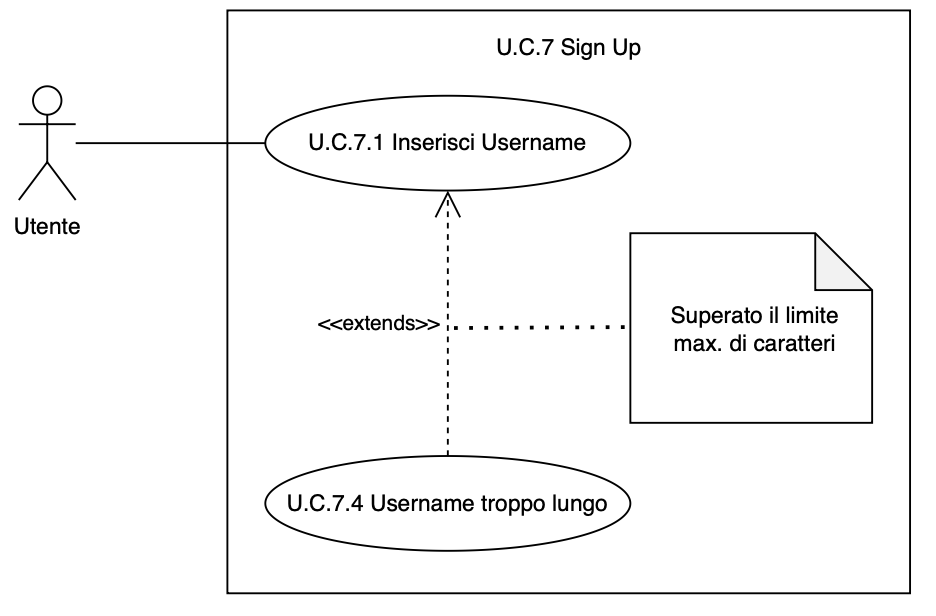 U.C.7 Sign Up
U.C.7.1 Inserisci Username
Utente
<<extends>>
Superato il limite
max. di caratteri
U.C.7.4 Username troppo lungo